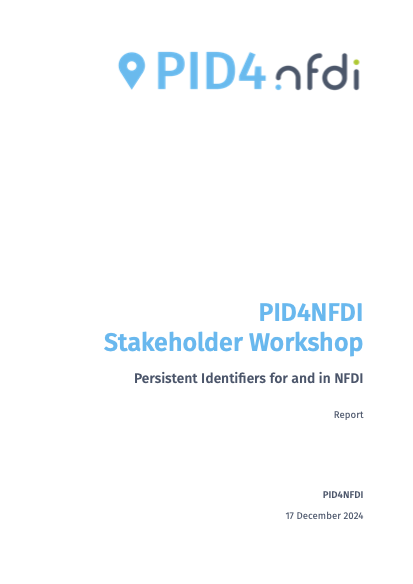 PID4nfdi
PID4NFDI
Stakeholder Workshop
Persistent Identifiers for and in NFDI
Report
PID4NFDI
17 December 2024